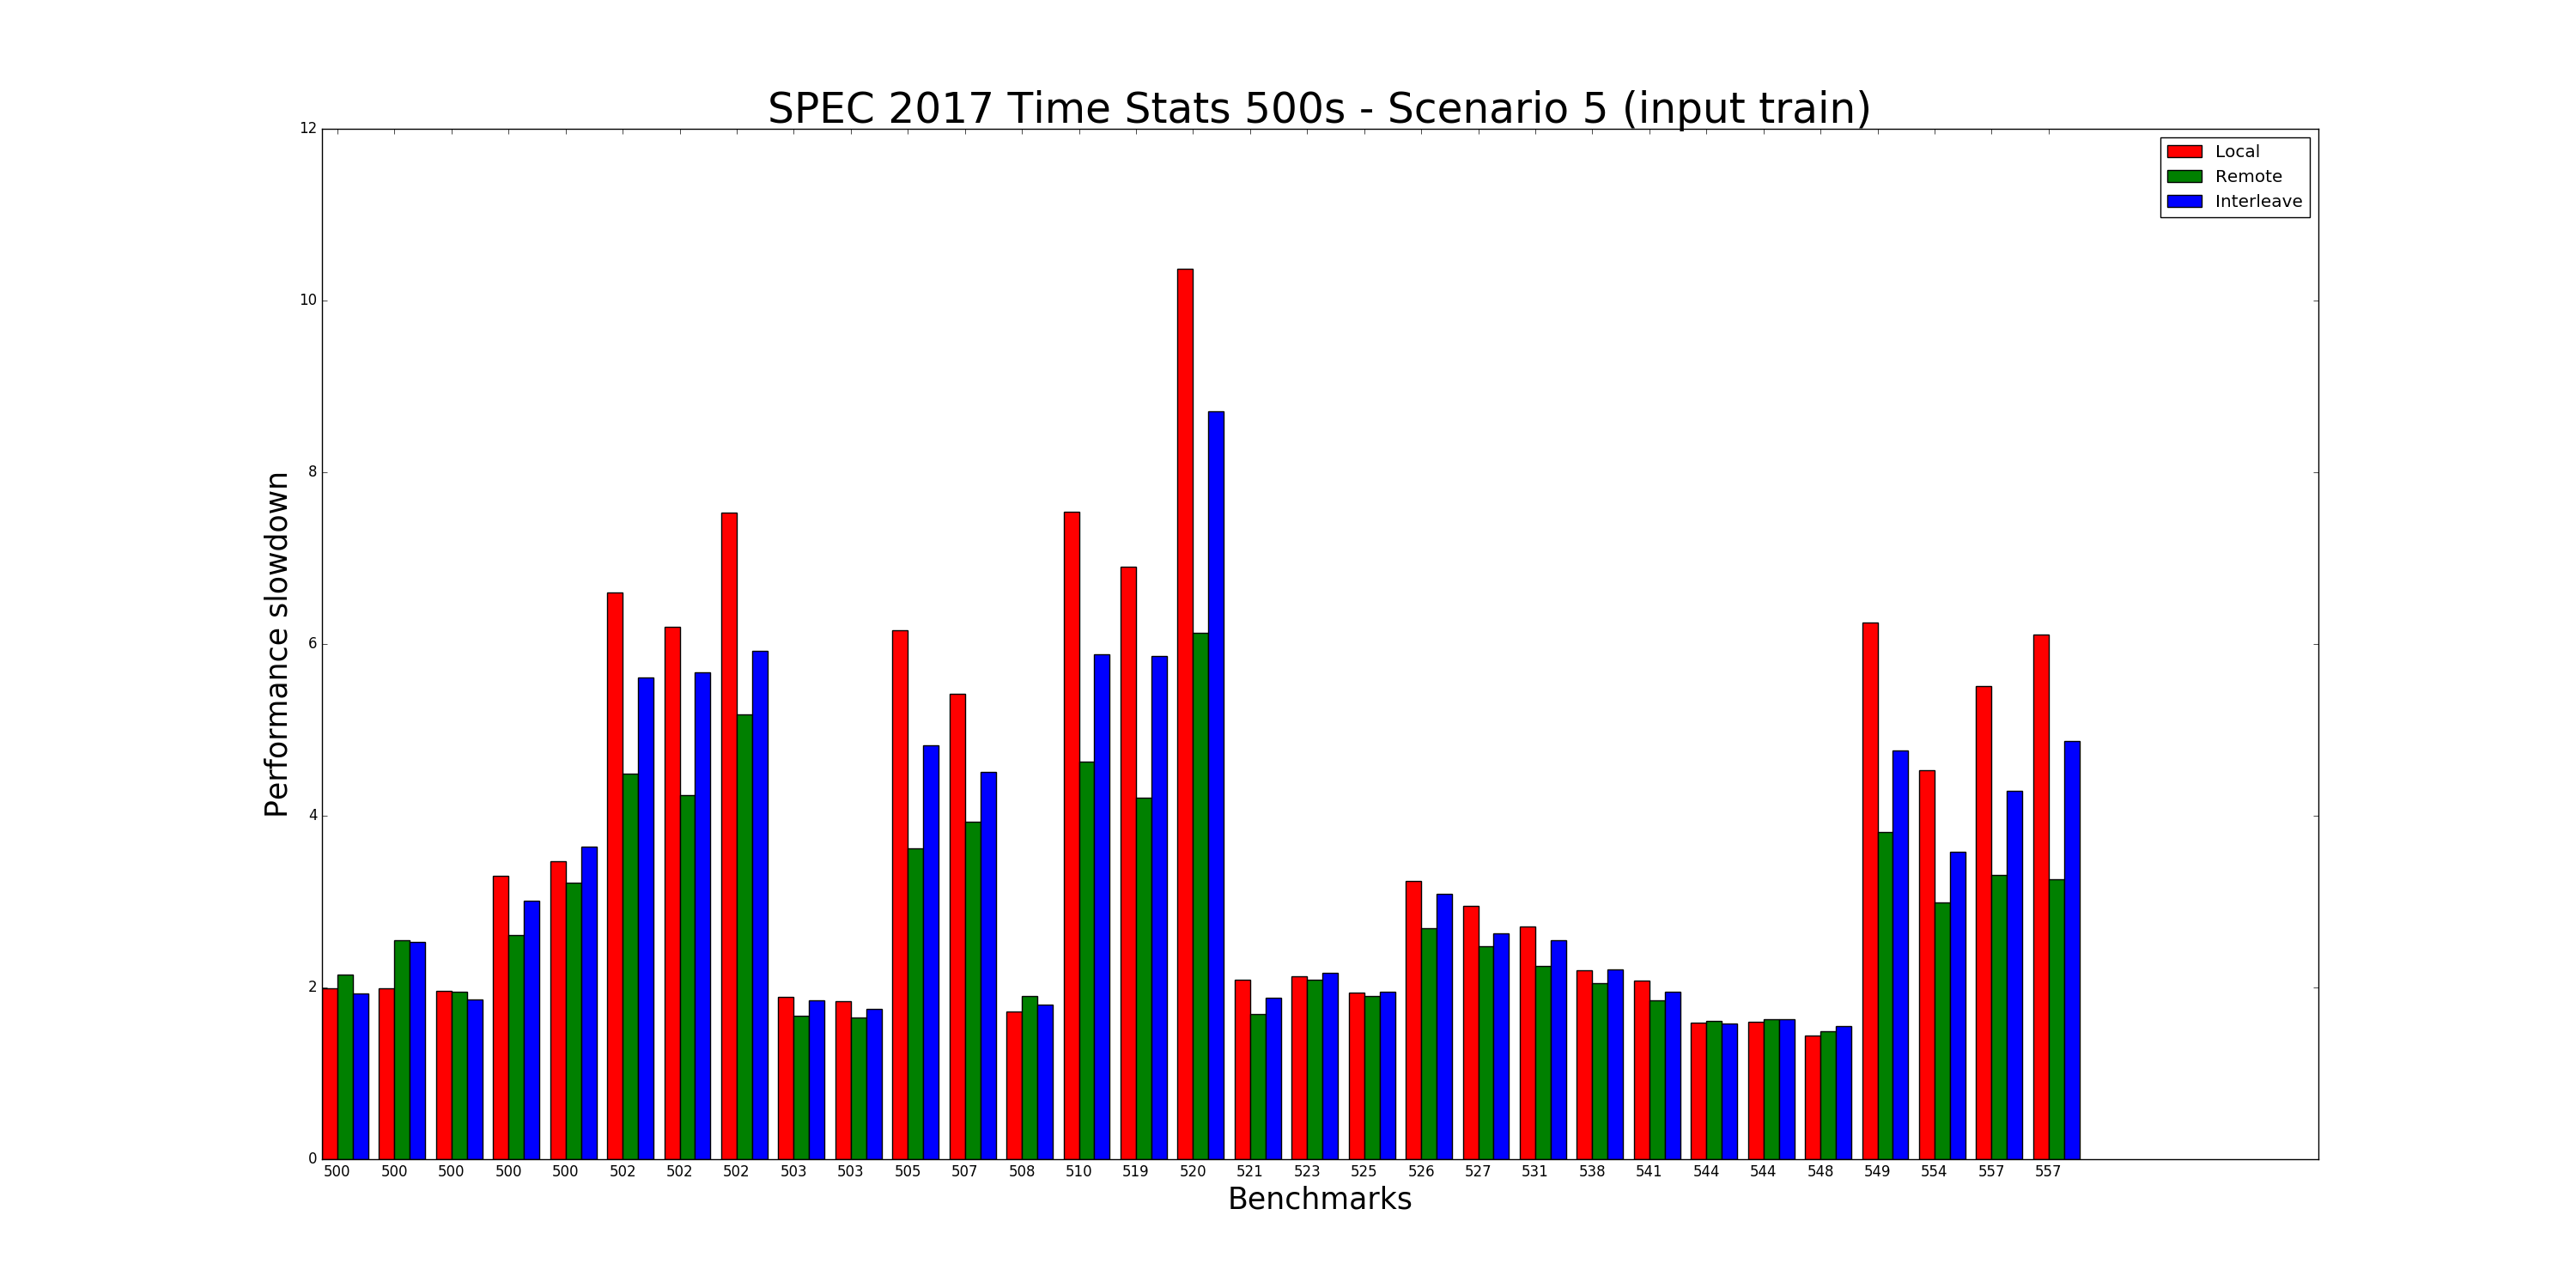 SPEC 2017 Time Stats 500s - Scenario 5 (input train)
12
10
8
6
4
2
0
Performance slowdown
Local
Remote
Interleave
500 500 500 500 500 502 502 502 503 503 505 507 508 510 519 520 521 523 525 526 527 531 538 541 544 544 548 549 554 557 557
Benchmarks